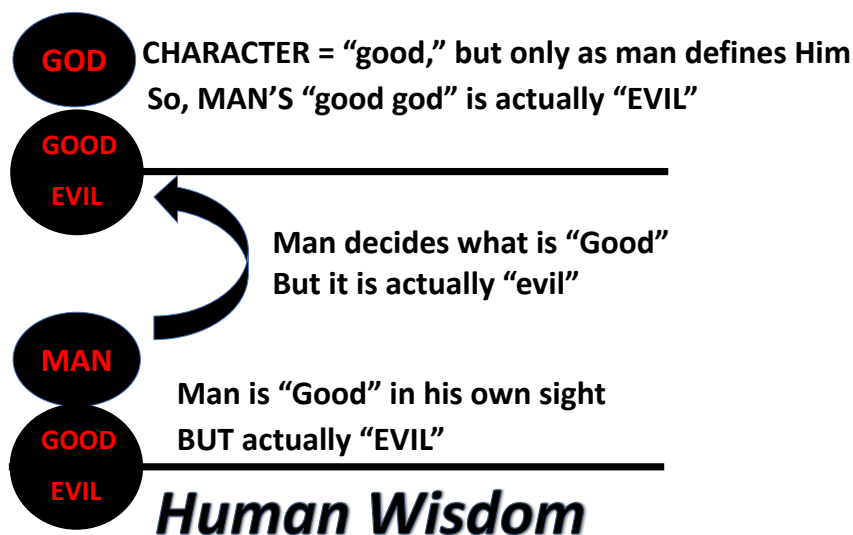 GOD
CHARACTER = “good,” but only as man defines Him
So, MAN’S “good god” is actually “EVIL”
GOOD
EVIL
Man decides what is “Good”
But it is actually “evil”
MAN
Man is “Good” in his own sight
BUT actually “EVIL”
GOOD
EVIL
Human Wisdom